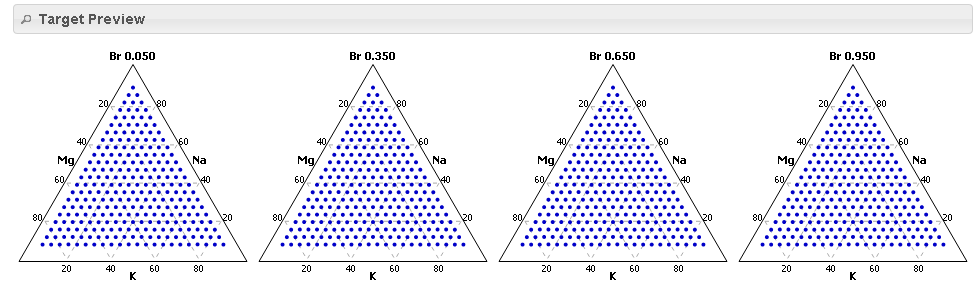 Target Preview
Br 0.050 Br 0.350 Br 0.650 Br 0.950
20 80 20 80 20 80 20 80
40 60 40 60 40 60 40 60
Mg Na Mg Na Mg Na Mg Na
60 40 60 40 60 40 60 40
80 20 80 20 80 20 80 20
20 40 60 80 20 40 60 80 20 40 60 80 20 40 60 80
K K K K